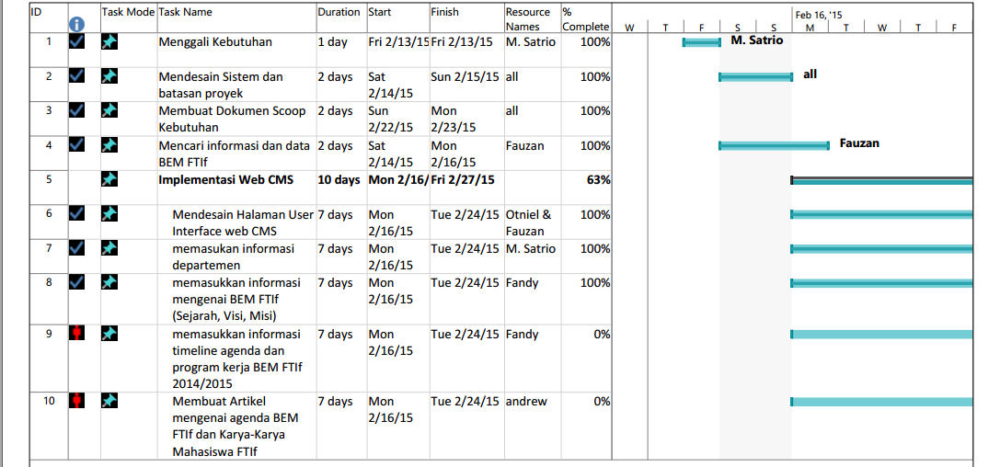 ID Task Mode Task Name Duration Start Finish Resource Names % Complete
Feb 16, '15
W T F S S M T W T F
1 Menggali Kebutuhan 1 day Fri 2/13/15 Fri 2/13/15 M. Satrio 100% M. Satrio
2 Mendesain Sistem dan batasan proyek 2 days Sat 2/14/15 Sun 2/15/15 all 100% all
3 Membuat Dokumen Scoop Kebutuhan 2 days Sun 2/22/15 Mon 2/23/15 all 100%
4 Mencari informasi dan data BEM FTIf 2 days Sat 2/14/15 Mon 2/16/15 Fauzan 100% Fauzan
5 Implementasi Web CMS 10 days Mon 2/16/ Fri 2/27/15 63%
6 Mendesain Halaman User Interface web CMS 7 days Mon 2/16/15 Tue 2/24/15 Otniel & Fauzan 100%
7 memasukan informasi departemen 7 days Mon 2/16/15 Tue 2/24/15 M. Satrio 100%
8 memasukkan informasi mengenai BEM FTIf (Sejarah, Visi, Misi) 7 days Mon 2/16/15 Tue 2/24/15 Fandy 100%
9 memasukkan informasi timeline agenda dan program kerja BEM FTIf 2014/2015 7 days Mon 2/16/15 Tue 2/24/15 Fandy 0%
10 Membuat Artikel mengenai agenda BEM FTIf dan Karya-Karya Mahasiswa FTIf 7 days Mon 2/16/15 Tue 2/24/15 andrew 0%